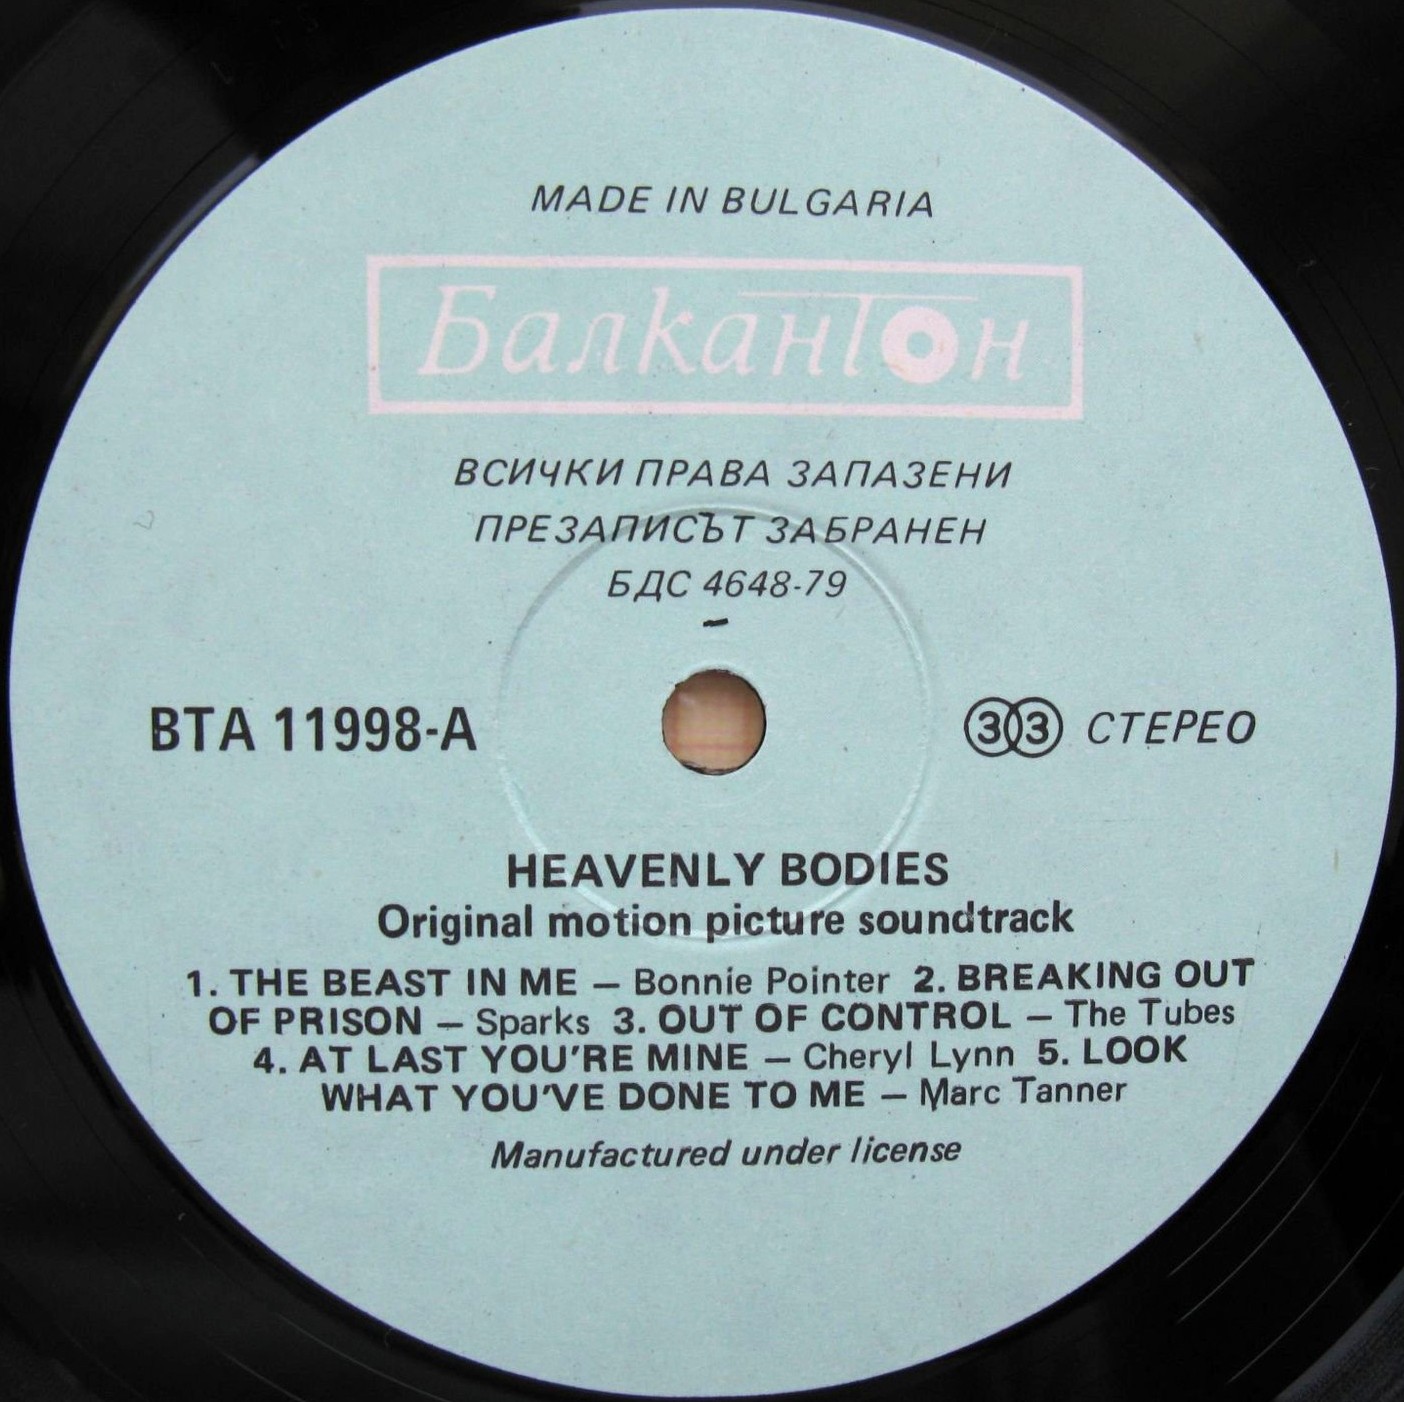 MADE IN BULGARIA
Балкантон
ВСИЧКИ ПРАВА ЗАПАЗЕНИ
ПРЕЗАПИСЪТ ЗАБРАНЕН
БДС 4648-79
ВТА 11998-А
33 СТЕРЕО
HEAVENLY BODIES
Original motion picture soundtrack
1. THE BEAST IN ME — Bonnie Pointer 2. BREAKING OUT
OF PRISON — Sparks 3. OUT OF CONTROL — The Tubes
4. AT LAST YOU'RE MINE — Cheryl Lynn 5. LOOK
WHAT YOU'VE DONE TO ME — Marc Tanner
Manufactured under license